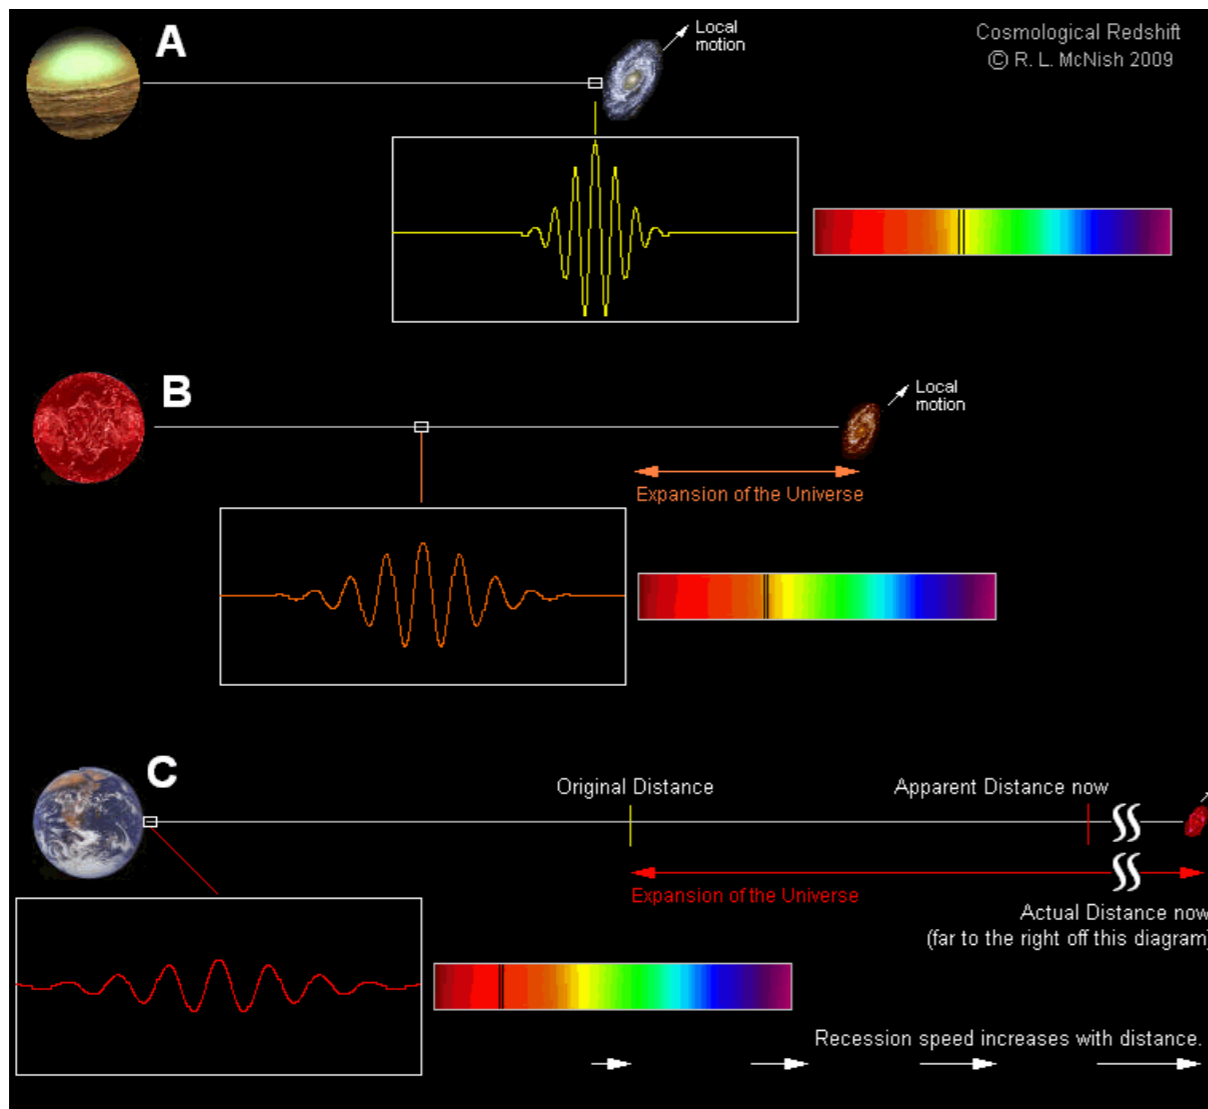 A
Local
motion
Cosmological Redshift
© R. L. McNish 2009
B
Local
motion
Expansion of the Universe
C
Original Distance
Apparent Distance now
Expansion of the Universe
Actual Distance now
(far to the right off this diagram)
Recession speed increases with distance.